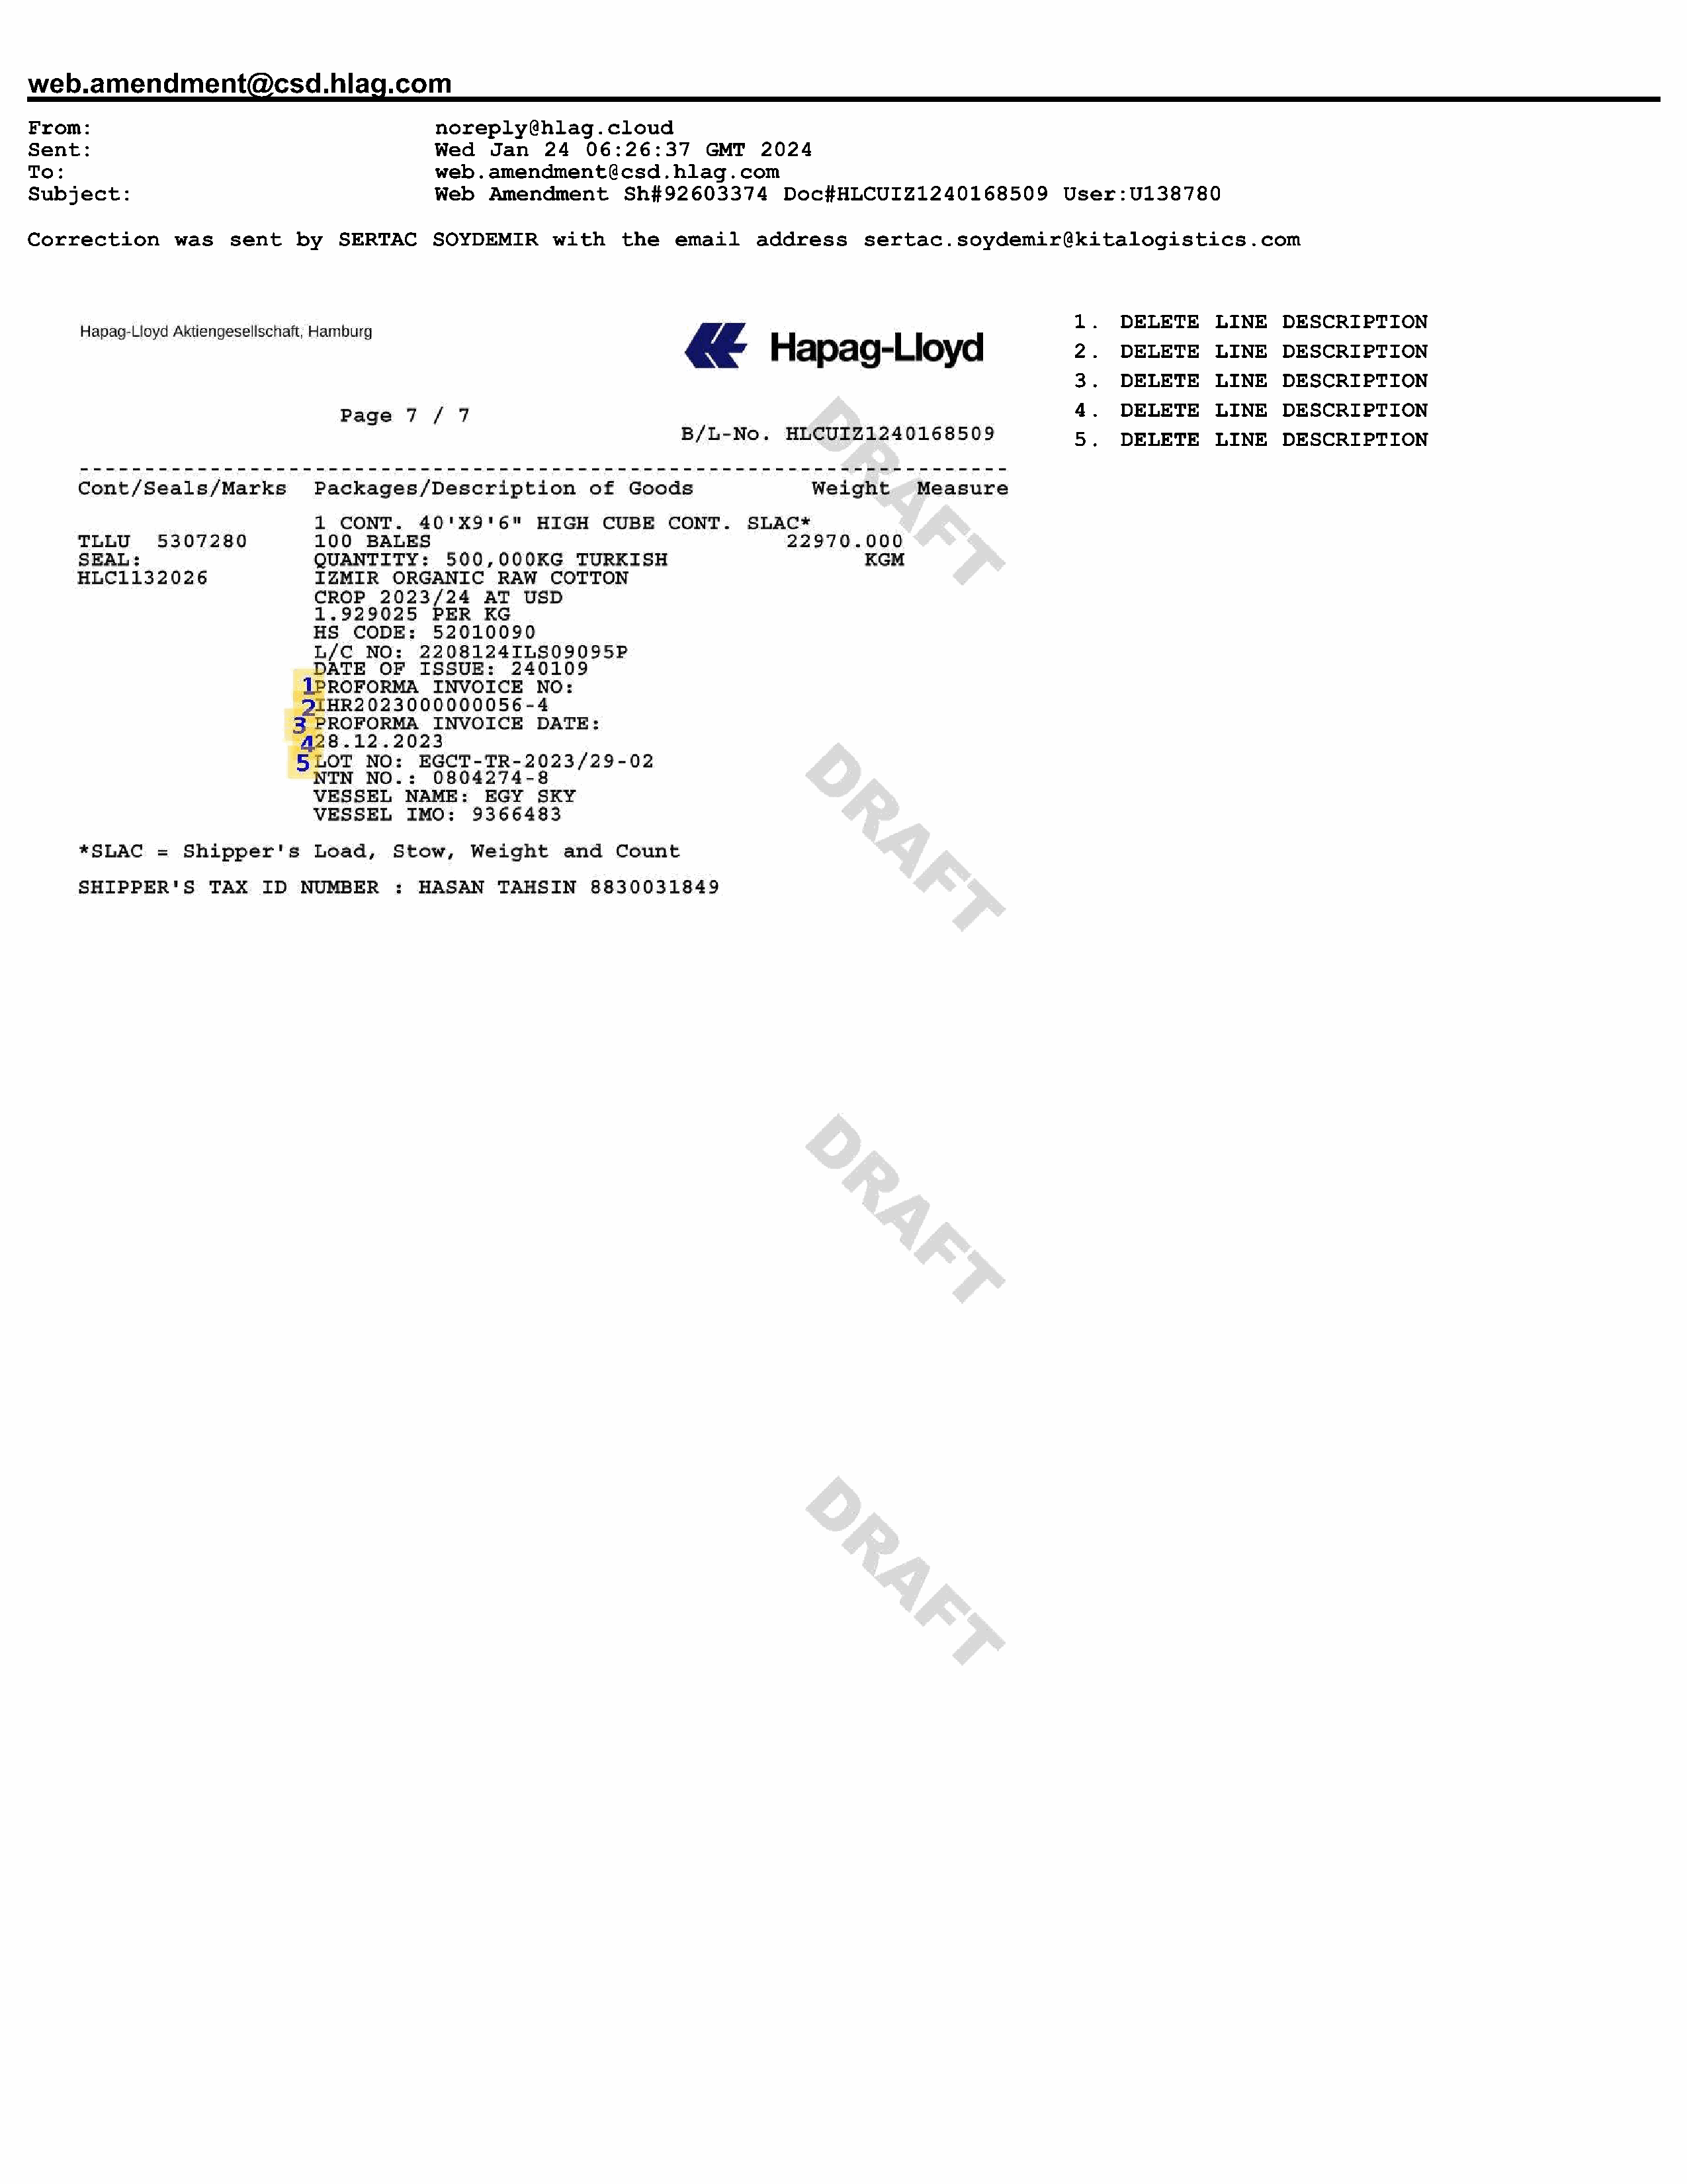 web.amendment@csd.hlag.com
From: noreply@hlag.cloud
Sent: Wed Jan 24 06:26:37 GMT 2024
To: web.amendment@csd.hlag.com
Subject: Web Amendment Sh#92603374 Doc#HLCUIZ1240168509 User:U138780
Correction was sent by SERTAC SOYDEMIR with the email address sertac.soydemir@kitalogistics.com
Hapag-Lloyd Aktiengesellschaft, Hamburg
Hapag-Lloyd
Page 7 / 7
B/L-No. HLCUIZ1240168509
Cont/Seals/Marks Packages/Description of Goods Weight Measure
1 CONT. 40'X9'6" HIGH CUBE CONT. SLAC*
TLLU 5307280 100 BALES 22970.000
SEAL: QUANTITY: 500,000KG TURKISH KGM
HLC1132026 IZMIR ORGANIC RAW COTTON
CROP 2023/24 AT USD
1.929025 PER KG
HS CODE: 52010090
L/C NO: 2208124ILS09095P
DATE OF ISSUE: 240109
1 PROFORMA INVOICE NO:
2 IHR2023000000056-4
3 PROFORMA INVOICE DATE:
4 28.12.2023
5 LOT NO: EGCT-TR-2023/29-02
NTN NO.: 0804274-8
VESSEL NAME: EGY SKY
VESSEL IMO: 9366483
*SLAC = Shipper's Load, Stow, Weight and Count
SHIPPER'S TAX ID NUMBER : HASAN TAHSIN 8830031849
1. DELETE LINE DESCRIPTION
2. DELETE LINE DESCRIPTION
3. DELETE LINE DESCRIPTION
4. DELETE LINE DESCRIPTION
5. DELETE LINE DESCRIPTION
DRAFT
DRAFT
DRAFT
DRAFT